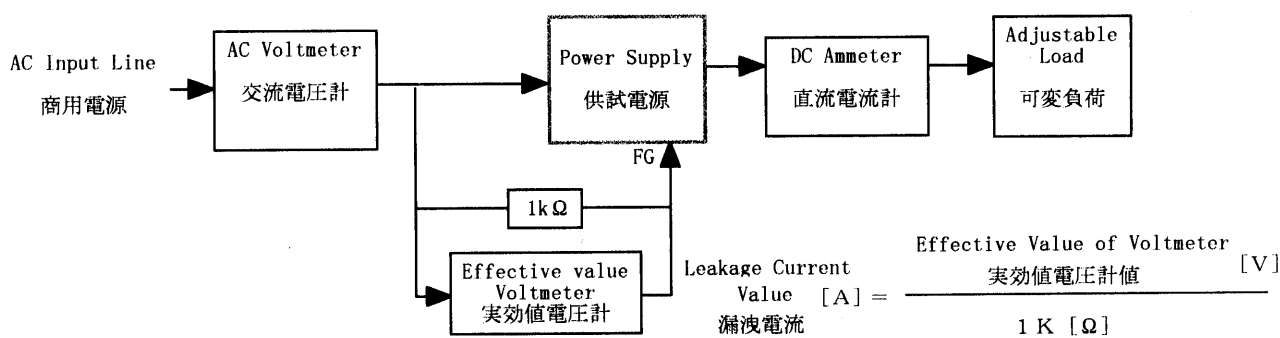 AC Input Line
商用電源
AC Voltmeter
交流電圧計
Power Supply
供試電源
DC Ammeter
直流電流計
Adjustable
Load
可変負荷
FG
1kΩ
Effective value
Voltmeter
実効値電圧計
Leakage Current
Value [A] =
漏洩電流
Effective Value of Voltmeter
実効値電圧計値 [V]
1 K [Ω]